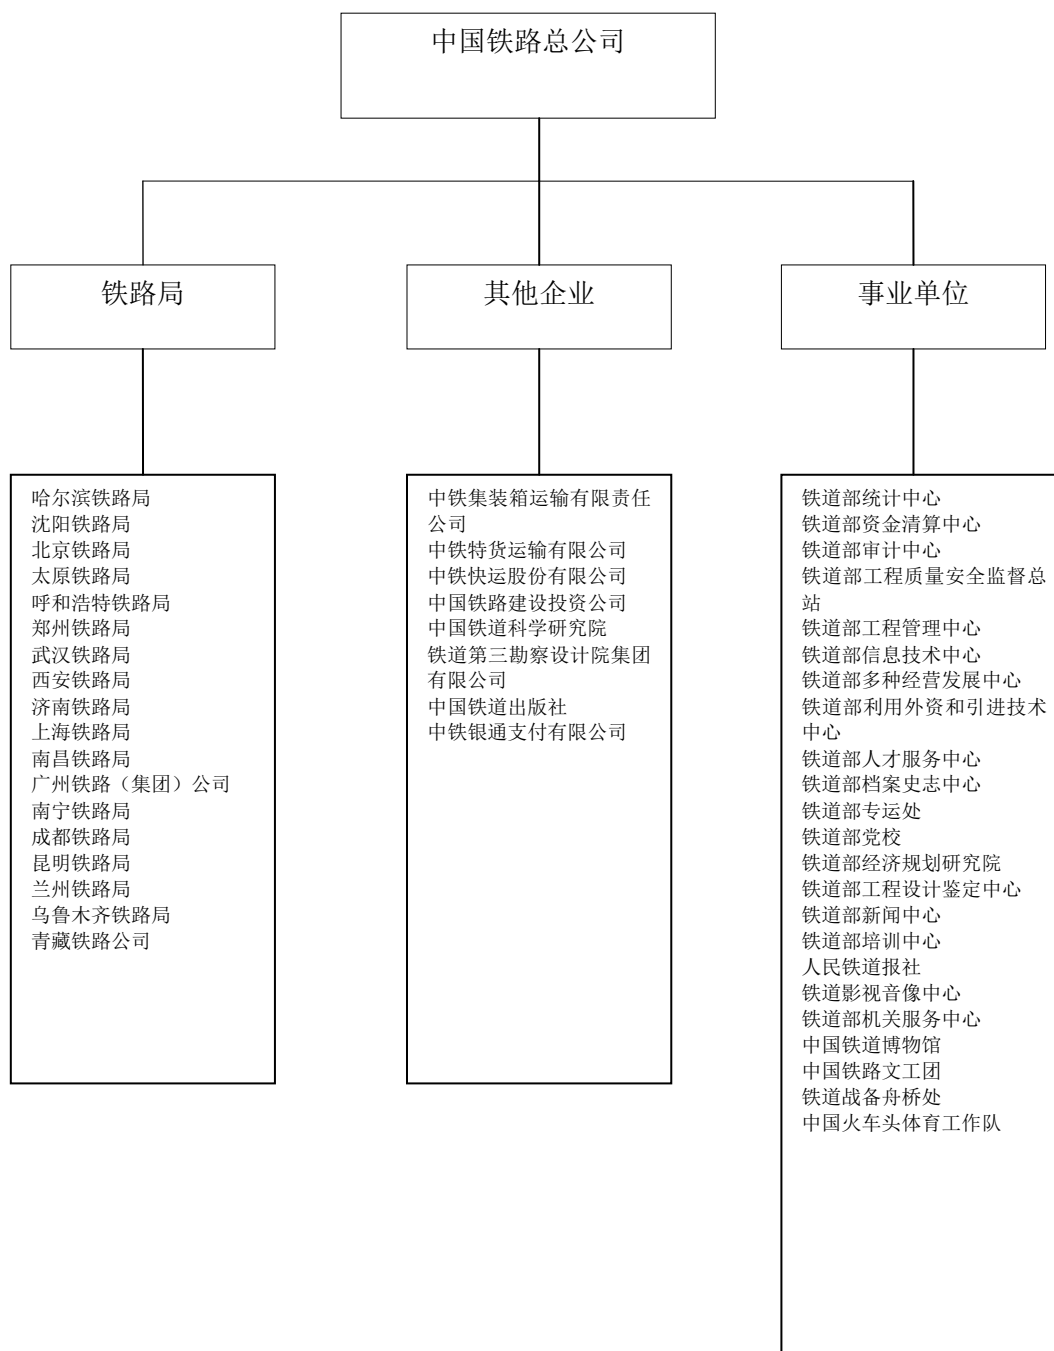 中国铁路总公司
铁路局
其他企业
事业单位
哈尔滨铁路局
沈阳铁路局
北京铁路局
太原铁路局
呼和浩特铁路局
郑州铁路局
武汉铁路局
西安铁路局
济南铁路局
上海铁路局
南昌铁路局
广州铁路（集团）公司
南宁铁路局
成都铁路局
昆明铁路局
兰州铁路局
乌鲁木齐铁路局
青藏铁路公司
中铁集装箱运输有限责任
公司
中铁特货运输有限公司
中铁快运股份有限公司
中国铁路建设投资公司
中国铁道科学研究院
铁道第三勘察设计院集团
有限公司
中国铁道出版社
中铁银通支付有限公司
铁道部统计中心
铁道部资金清算中心
铁道部审计中心
铁道部工程质量安全监督总
站
铁道部工程管理中心
铁道部信息技术中心
铁道部多种经营发展中心
铁道部利用外资和引进技术
中心
铁道部人才服务中心
铁道部档案史志中心
铁道部专运处
铁道部党校
铁道部经济规划研究院
铁道部工程设计鉴定中心
铁道部新闻中心
铁道部培训中心
人民铁道报社
铁道影视音像中心
铁道部机关服务中心
中国铁道博物馆
中国铁路文工团
铁道战备舟桥处
中国火车头体育工作队